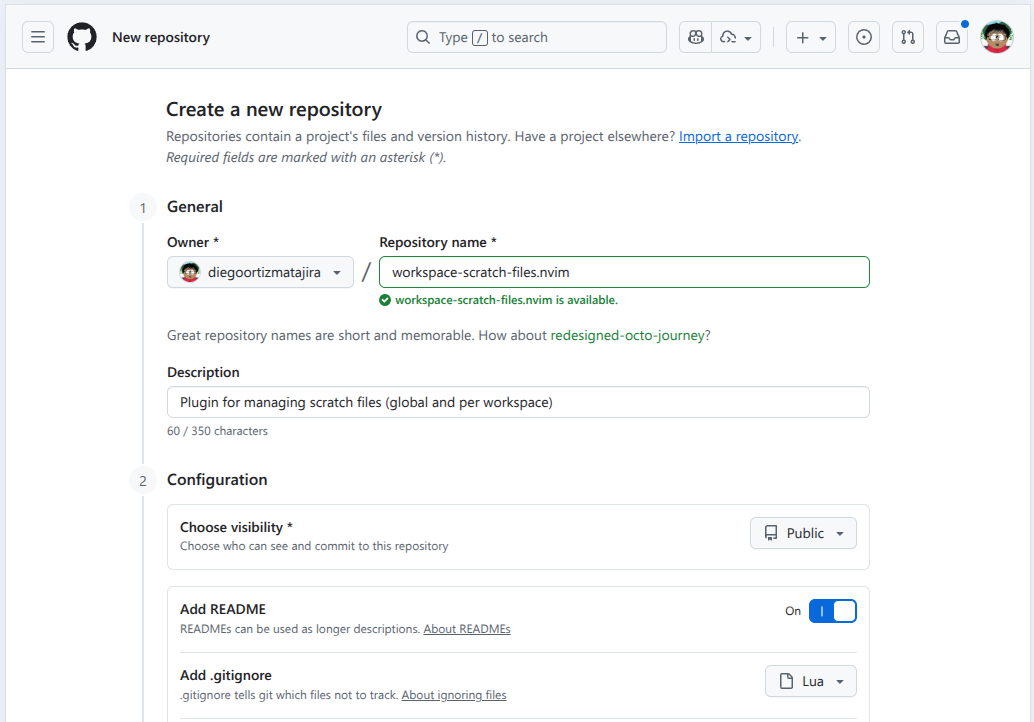 New repository
Type / to search
Create a new repository
Repositories contain a project's files and version history. Have a project elsewhere? Import a repository.
Required fields are marked with an asterisk (*).
1 General
Owner * Repository name *
diegoortizmatajira / workspace-scratch-files.nvim
workspace-scratch-files.nvim is available.
Great repository names are short and memorable. How about redesigned-octo-journey?
Description
Plugin for managing scratch files (global and per workspace)
60 / 350 characters
2 Configuration
Choose visibility *
Choose who can see and commit to this repository
Public
Add README
READMEs can be used as longer descriptions. About READMEs
On
Add .gitignore
.gitignore tells git which files not to track. About ignoring files
Lua